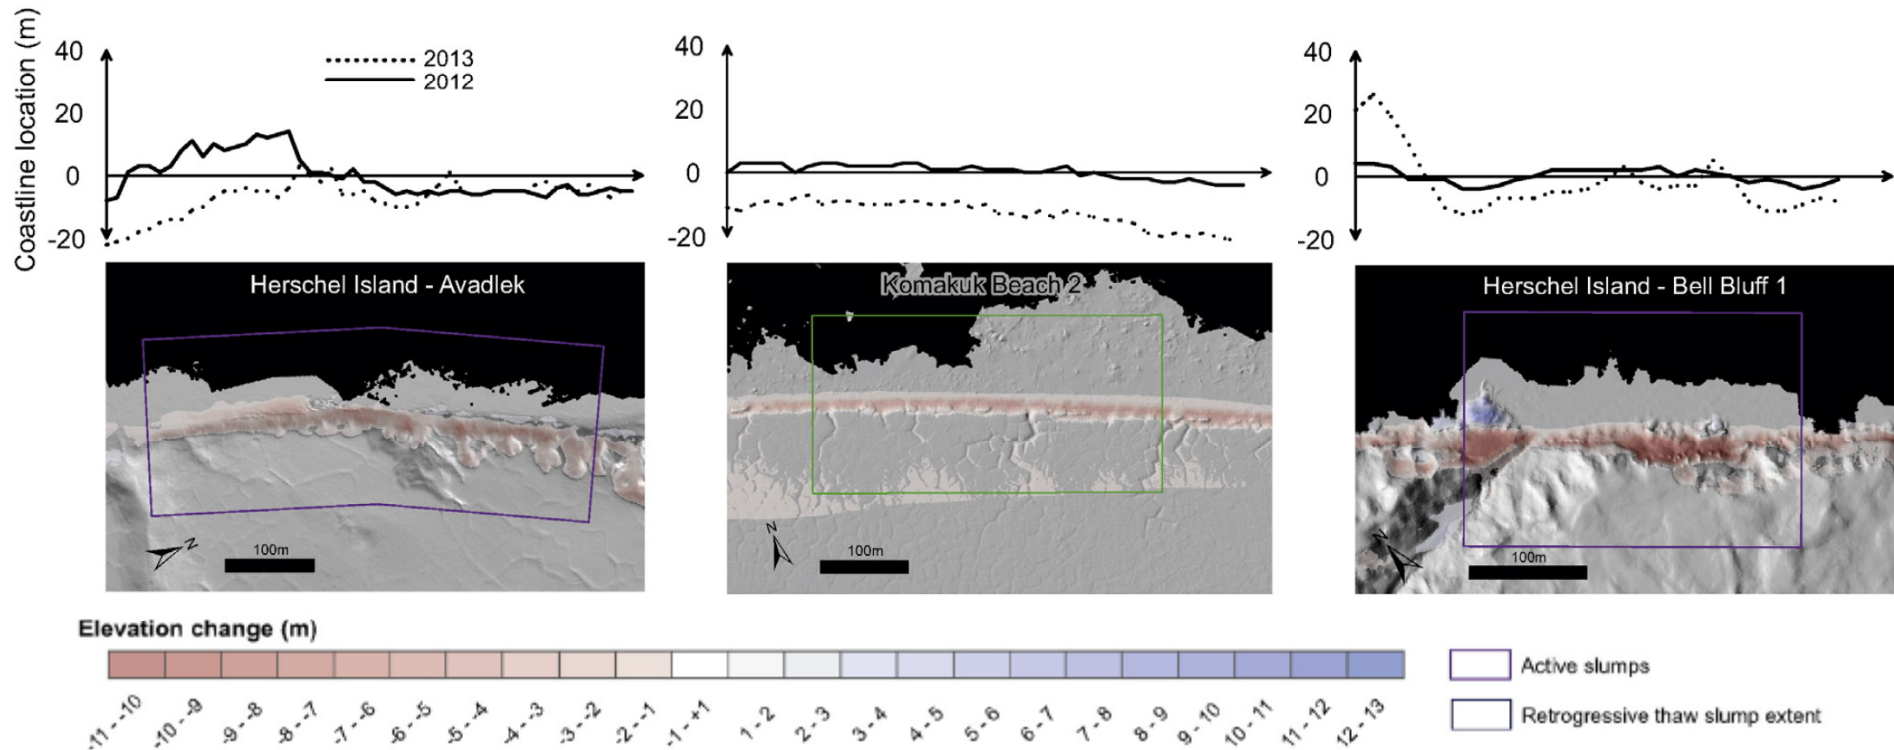 Coastline location (m)
40
20
0
-20
2013
2012
40
20
0
-20
40
20
0
-20
Herschel Island - Avadlek
N
100m
Komakuk Beach 2
N
100m
Herschel Island - Bell Bluff 1
N
100m
Elevation change (m)
-11 - -10
-10 - -9
-9 - -8
-8 - -7
-7 - -6
-6 - -5
-5 - -4
-4 - -3
-3 - -2
-2 - -1
-1 - +1
1 - 2
2 - 3
3 - 4
4 - 5
5 - 6
6 - 7
7 - 8
8 - 9
9 - 10
10 - 11
11 - 12
12 - 13
Active slumps
Retrogressive thaw slump extent